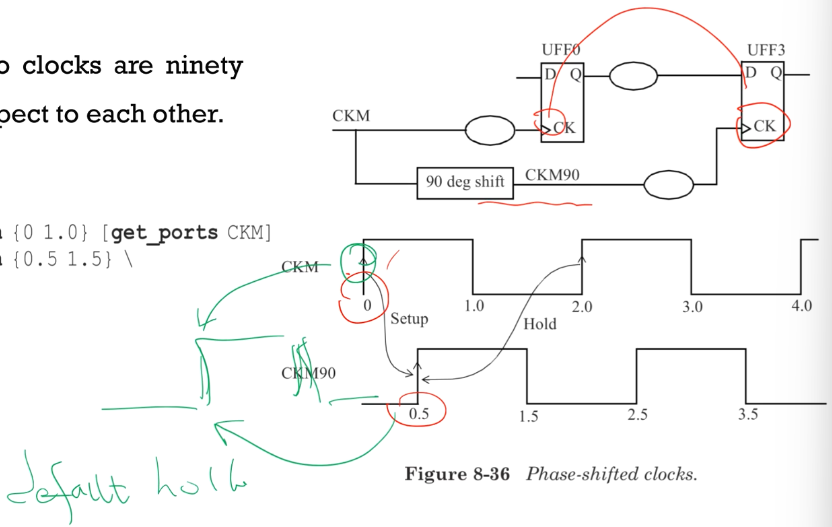 o clocks are ninety
pect to each other.
{0 1.0} [get_ports CKM]
{0.5 1.5} \
UFF0
UFF3
D Q
D Q
CK
CK
CKM
90 deg shift
CKM90
CKM
0
1.0
2.0
3.0
4.0
Setup
Hold
CKM90
0.5
1.5
2.5
3.5
default hold
Figure 8-36 Phase-shifted clocks.